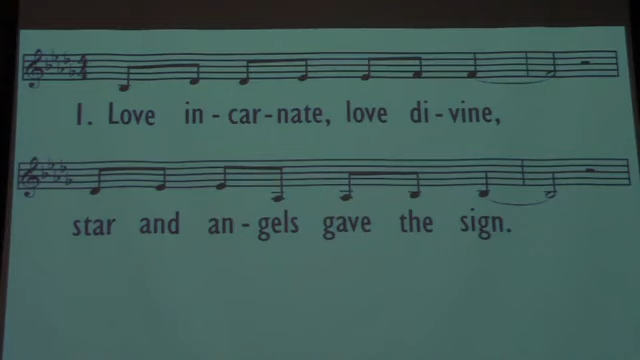 1. Love in-car-nate, love di-vine,
star and an-gels gave the sign.